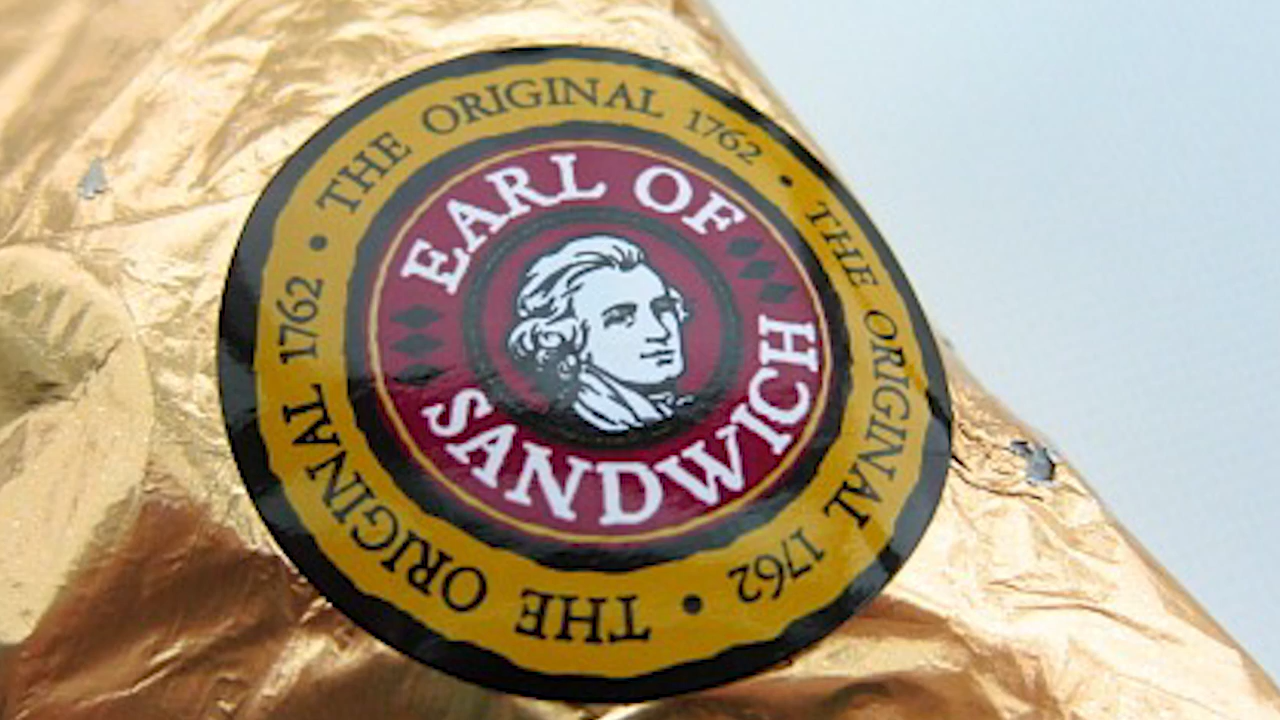 THE ORIGINAL 1762 • THE ORIGINAL 1762 • THE ORIGINAL 1762 •
EARL OF
SANDWICH